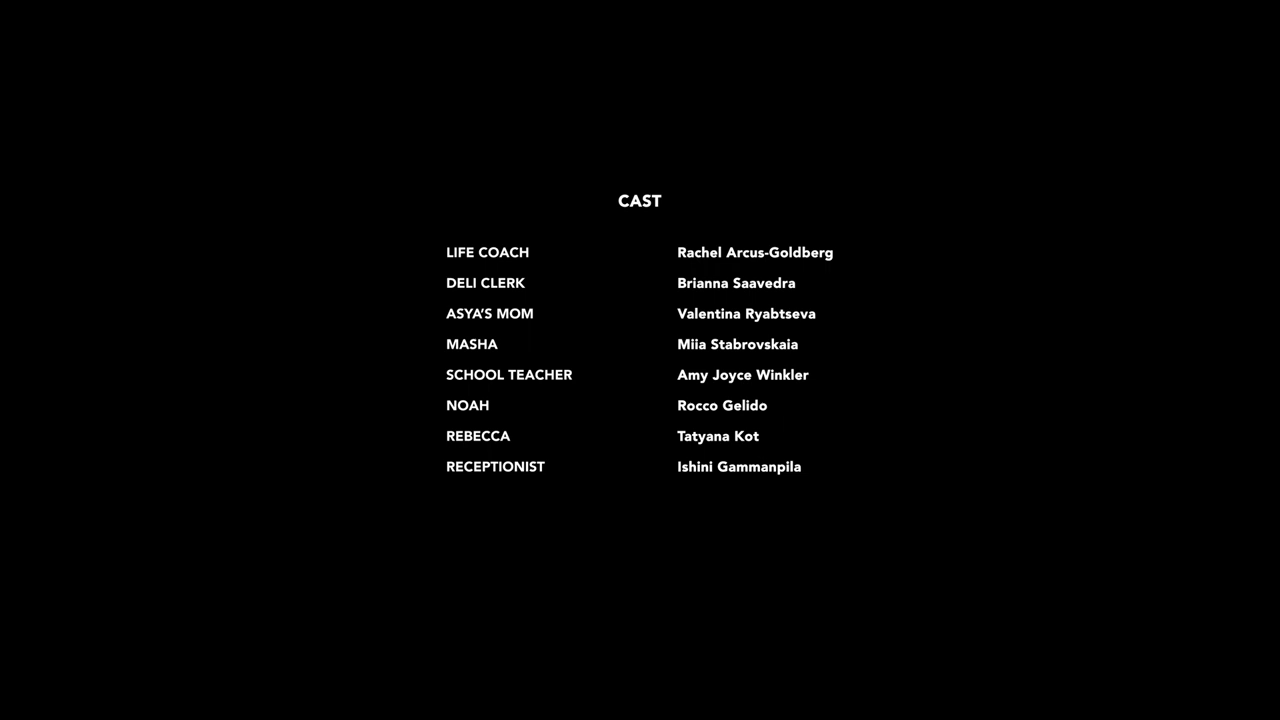 CAST
LIFE COACH Rachel Arcus-Goldberg
DELI CLERK Brianna Saavedra
ASYA'S MOM Valentina Ryabtseva
MASHA Miia Stabrovskaia
SCHOOL TEACHER Amy Joyce Winkler
NOAH Rocco Gelido
REBECCA Tatyana Kot
RECEPTIONIST Ishini Gammanpila